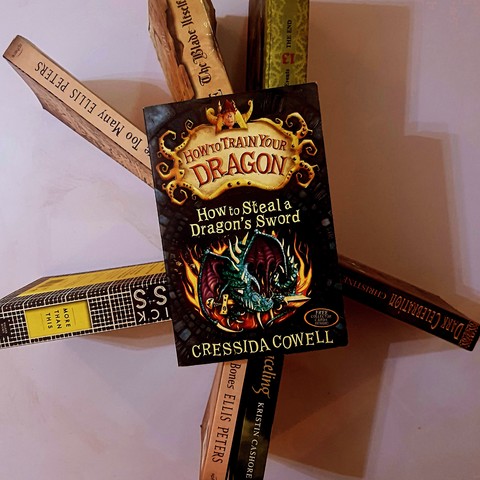 HOW TO TRAIN YOUR
DRAGON
How to Steal a
Dragon's Sword
CRESSIDA COWELL
Too Many ELLIS PETERS
The Blade Itself
THE END
13
MORE
THAN
THIS
DARK CELEBRATION
CHRISTINE
Bones ELLIS PETERS
KRISTIN CASHORE